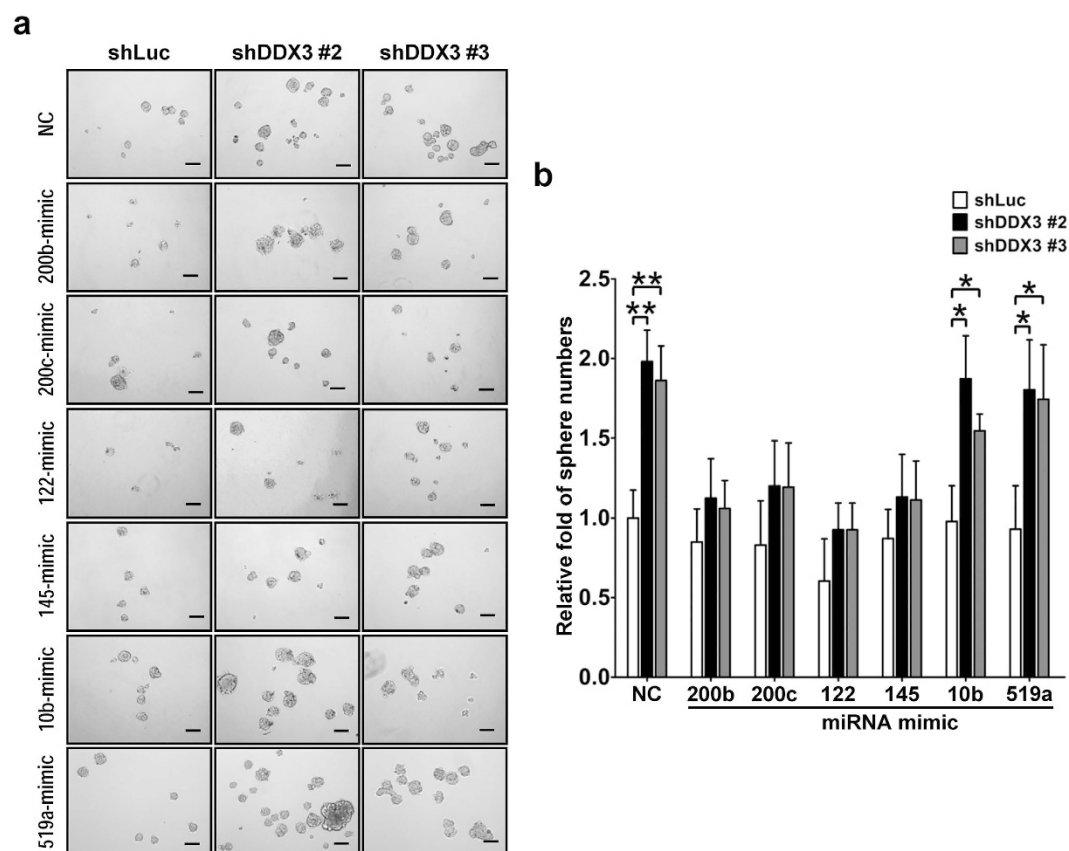 a
shLuc shDDX3 #2 shDDX3 #3
NC
200b-mimic
200c-mimic
122-mimic
145-mimic
10b-mimic
519a-mimic
b
shLuc
shDDX3 #2
shDDX3 #3
Relative fold of sphere numbers
2.5
2.0
1.5
1.0
0.5
0.0
** ** * * * *
NC 200b 200c 122 145 10b 519a
miRNA mimic